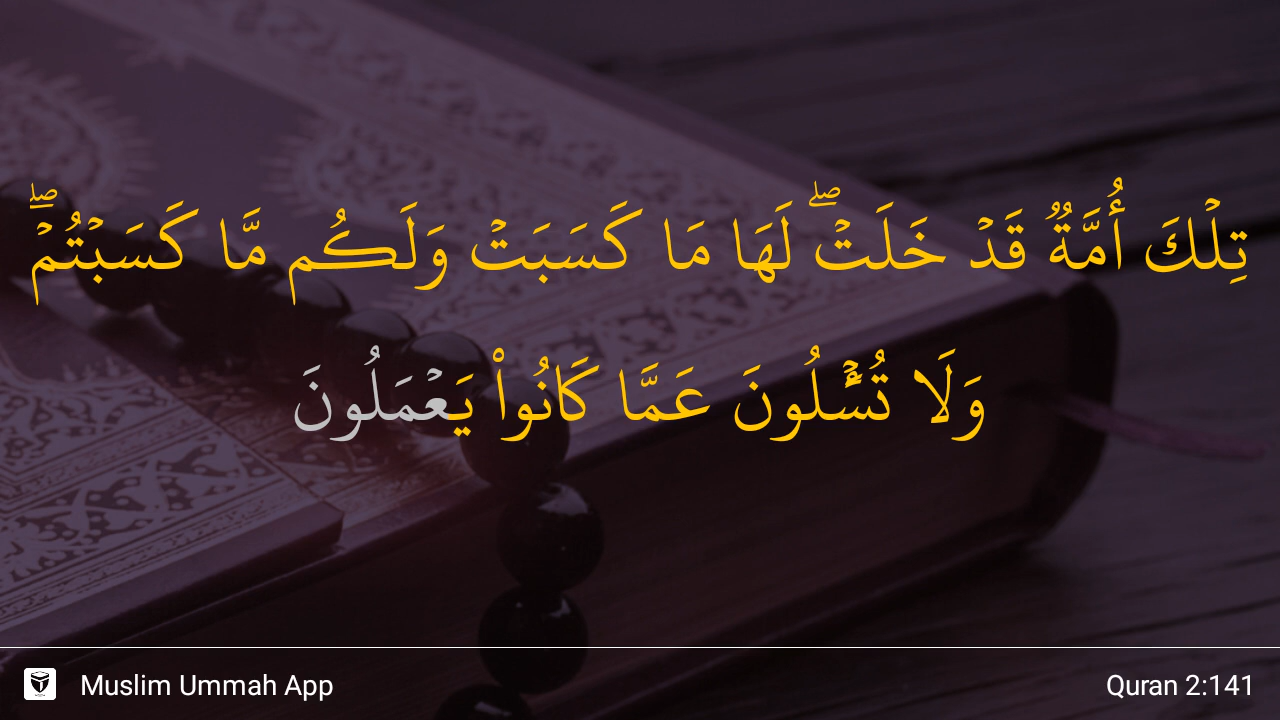 تِلۡكَ أُمَّةٞ قَدۡ خَلَتۡۖ لَهَا مَا كَسَبَتۡ وَلَكُم مَّا كَسَبۡتُمۡۖ
وَلَا تُسۡـَٔلُونَ عَمَّا كَانُواْ يَعۡمَلُونَ
Muslim Ummah App
Quran 2:141